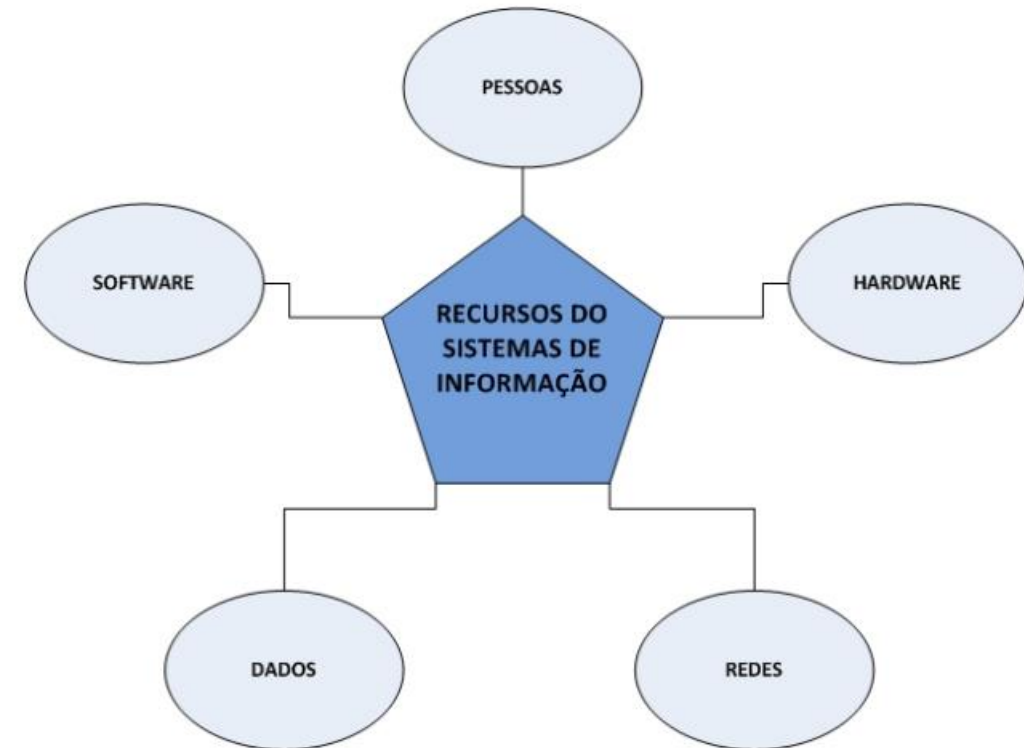 PESSOAS
SOFTWARE
HARDWARE
RECURSOS DO
SISTEMAS DE
INFORMAÇÃO
DADOS
REDES